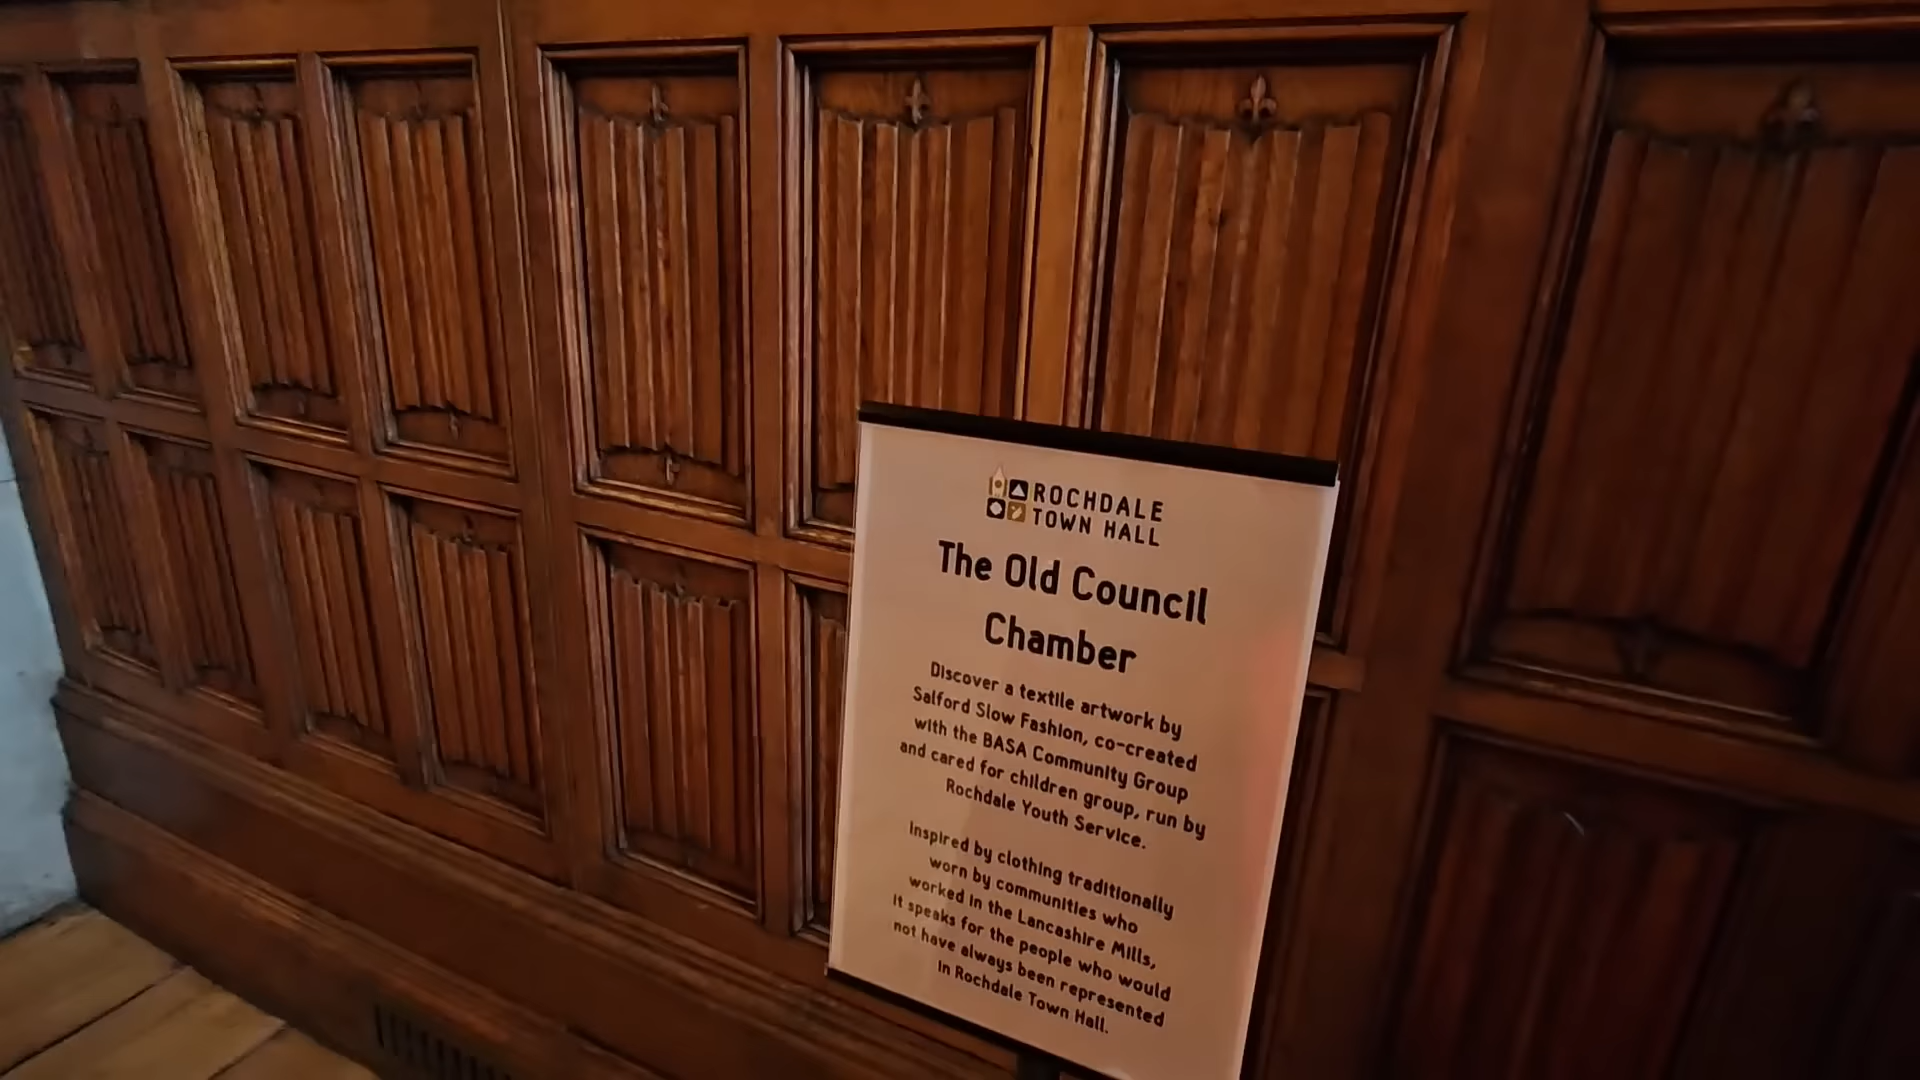 ROCHDALE
TOWN HALL
The Old Council
Chamber
Discover a textile artwork by
Salford Slow Fashion, co-created
with the BASA Community Group
and cared for children group, run by
Rochdale Youth Service.
Inspired by clothing traditionally
worn by communities who
worked in the Lancashire Mills,
it speaks for the people who would
not have always been represented
in Rochdale Town Hall.